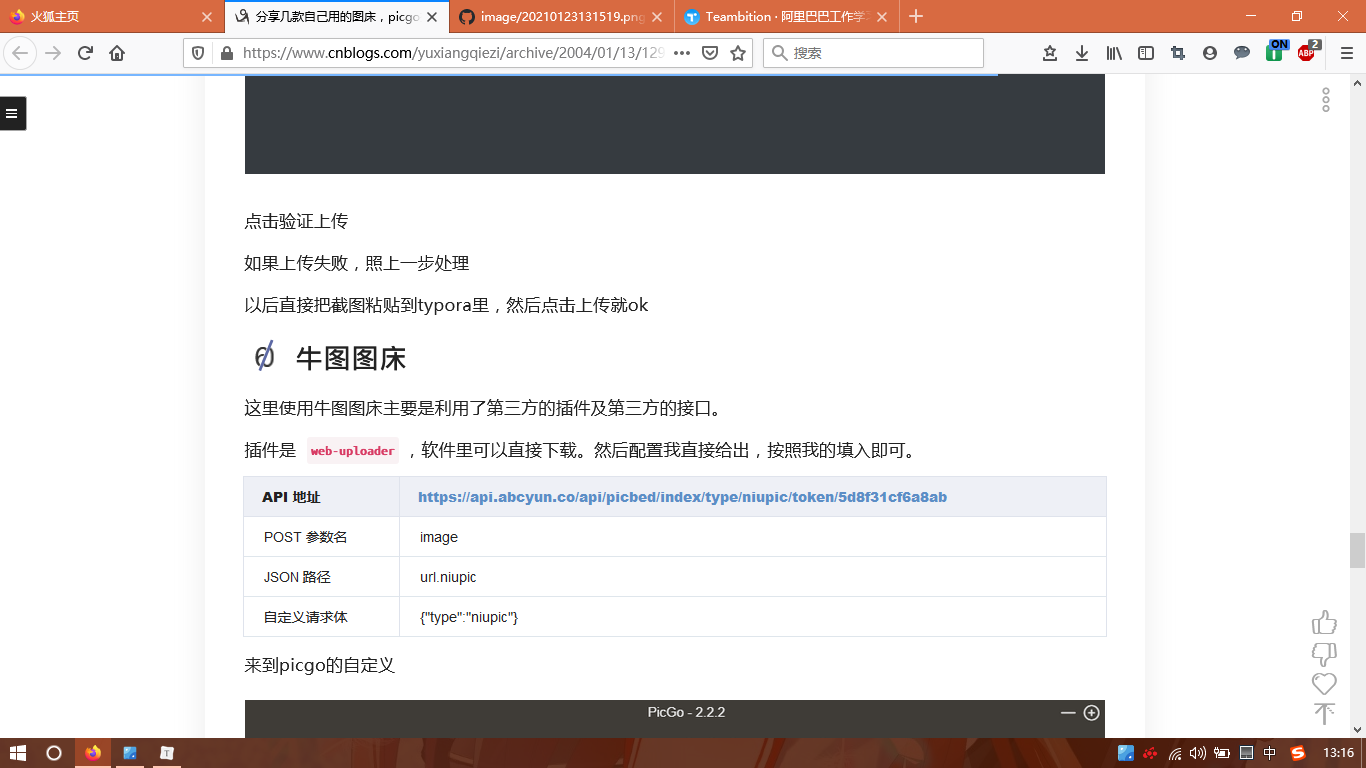 火狐主页
分享几款自己用的图床，picgo
image/20210123131519.png
Teambition · 阿里巴巴工作学习
https://www.cnblogs.com/yuxiangqiezi/archive/2004/01/13/129
搜索
ON
ABP
2
点击验证上传
如果上传失败，照上一步处理
以后直接把截图粘贴到typora里，然后点击上传就ok
牛图图床
这里使用牛图图床主要是利用了第三方的插件及第三方的接口。
插件是 web-uploader ，软件里可以直接下载。然后配置我直接给出，按照我的填入即可。
API 地址 https://api.abcyun.co/api/picbed/index/type/niupic/token/5d8f31cf6a8ab
POST 参数名 image
JSON 路径 url.niupic
自定义请求体 {"type":"niupic"}
来到picgo的自定义
PicGo - 2.2.2
T
中
S
13:16